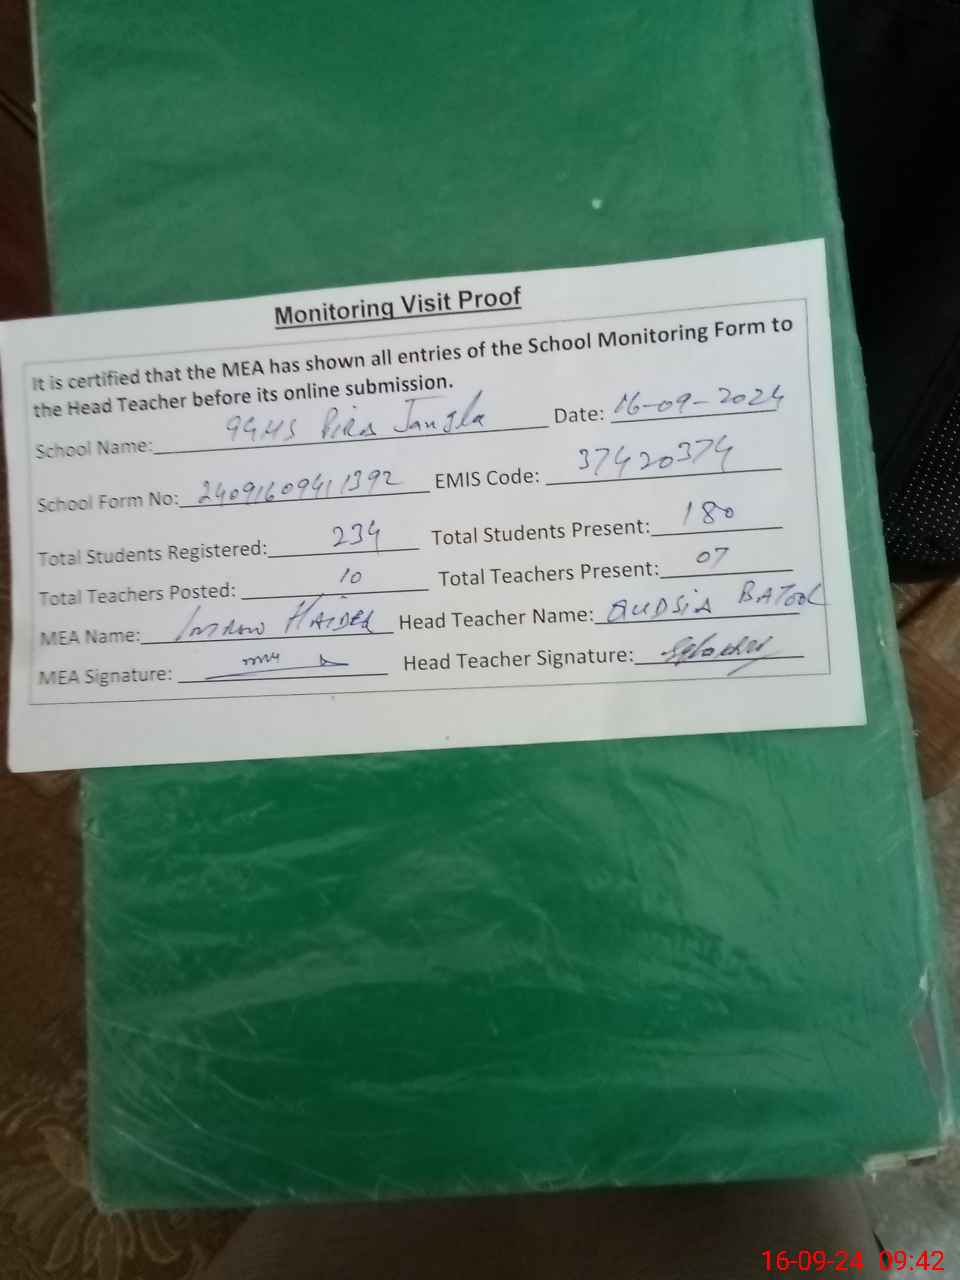 Monitoring Visit Proof
It is certified that the MEA has shown all entries of the School Monitoring Form to
the Head Teacher before its online submission.
School Name: GGHS Pira Jangla Date: 16-09-2024
School Form No: 24091609411392 EMIS Code: 37420374
Total Students Registered: 234 Total Students Present: 180
Total Teachers Posted: 10 Total Teachers Present: 07
MEA Name: Imran Haider Head Teacher Name: QUDSiA BATOOL
MEA Signature: Head Teacher Signature:
16-09-24 09:42